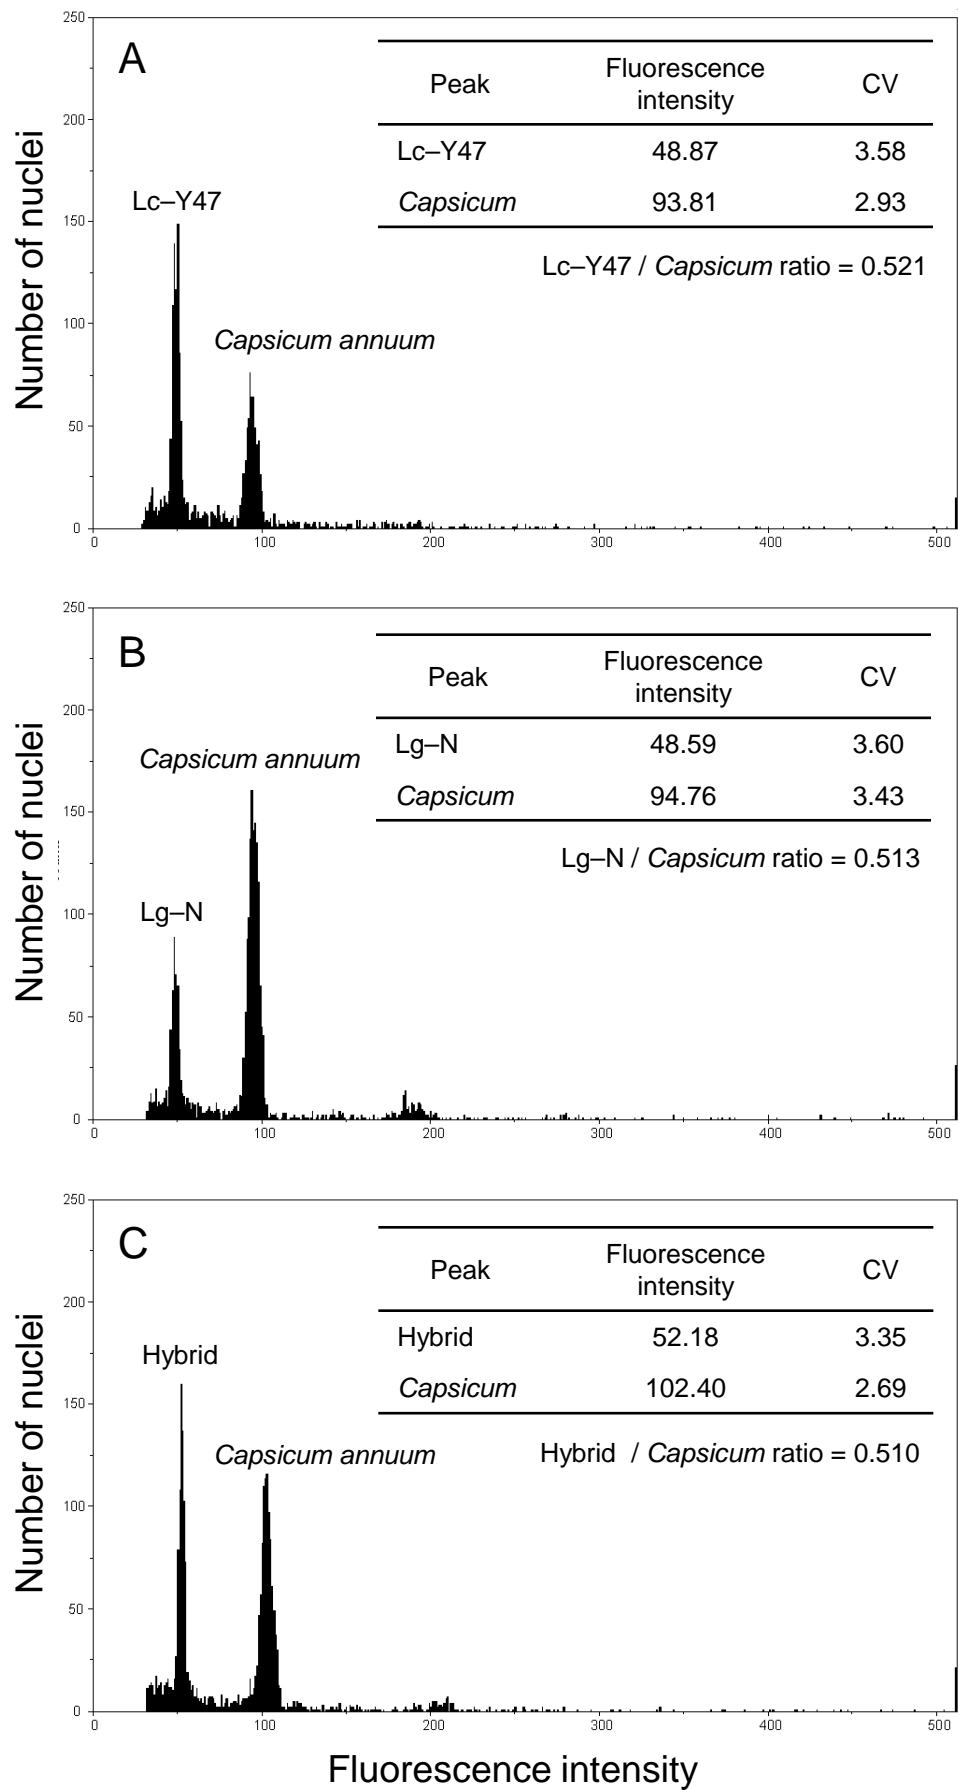 250
A
Peak Fluorescence intensity CV
200
Lc–Y47 48.87 3.58
Lc–Y47
Capsicum 93.81 2.93
150
Lc–Y47 / Capsicum ratio = 0.521
Number of nuclei
100
Capsicum annuum
50
0
0 100 200 300 400 500
250
B
Peak Fluorescence intensity CV
200
Lg–N 48.59 3.60
Capsicum annuum
Capsicum 94.76 3.43
150
Lg–N / Capsicum ratio = 0.513
Number of nuclei
Lg–N
100
50
0
0 100 200 300 400 500
250
C
Peak Fluorescence intensity CV
200
Hybrid 52.18 3.35
Hybrid
Capsicum 102.40 2.69
150
Capsicum annuum
Hybrid / Capsicum ratio = 0.510
Number of nuclei
100
50
0
0 100 200 300 400 500
Fluorescence intensity